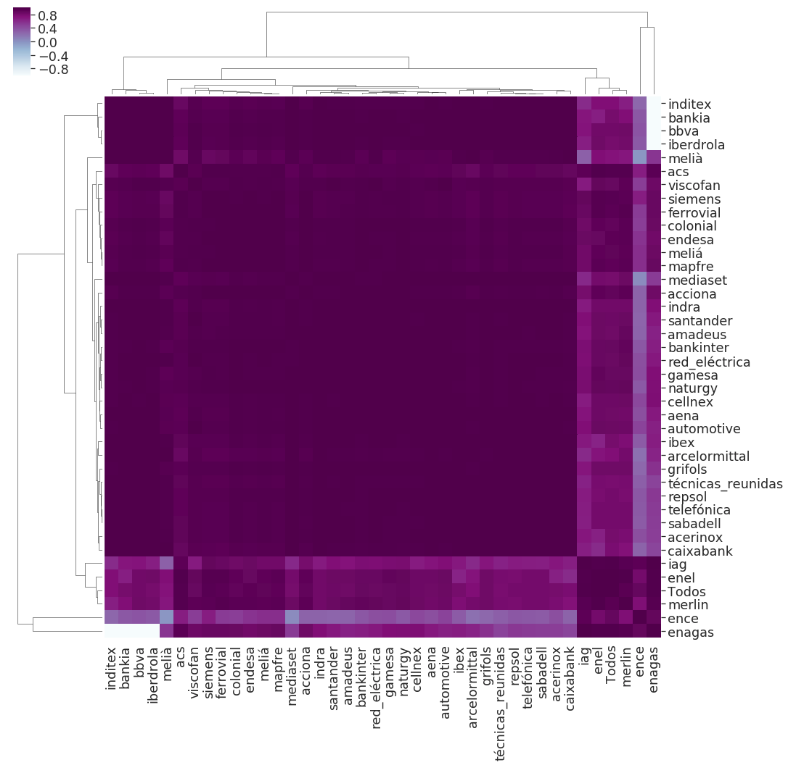 0.8
0.4
0.0
−0.4
−0.8
inditex
bankia
bbva
iberdrola
melià
acs
viscofan
siemens
ferrovial
colonial
endesa
meliá
mapfre
mediaset
acciona
indra
santander
amadeus
bankinter
red_eléctrica
gamesa
naturgy
cellnex
aena
automotive
ibex
arcelormittal
grifols
técnicas_reunidas
repsol
telefónica
sabadell
acerinox
caixabank
iag
enel
Todos
merlin
ence
enagas
inditex
bankia
bbva
iberdrola
melià
acs
viscofan
siemens
ferrovial
colonial
endesa
meliá
mapfre
mediaset
acciona
indra
santander
amadeus
bankinter
red_eléctrica
gamesa
naturgy
cellnex
aena
automotive
ibex
arcelormittal
grifols
técnicas_reunidas
repsol
telefónica
sabadell
acerinox
caixabank
iag
enel
Todos
merlin
ence
enagas